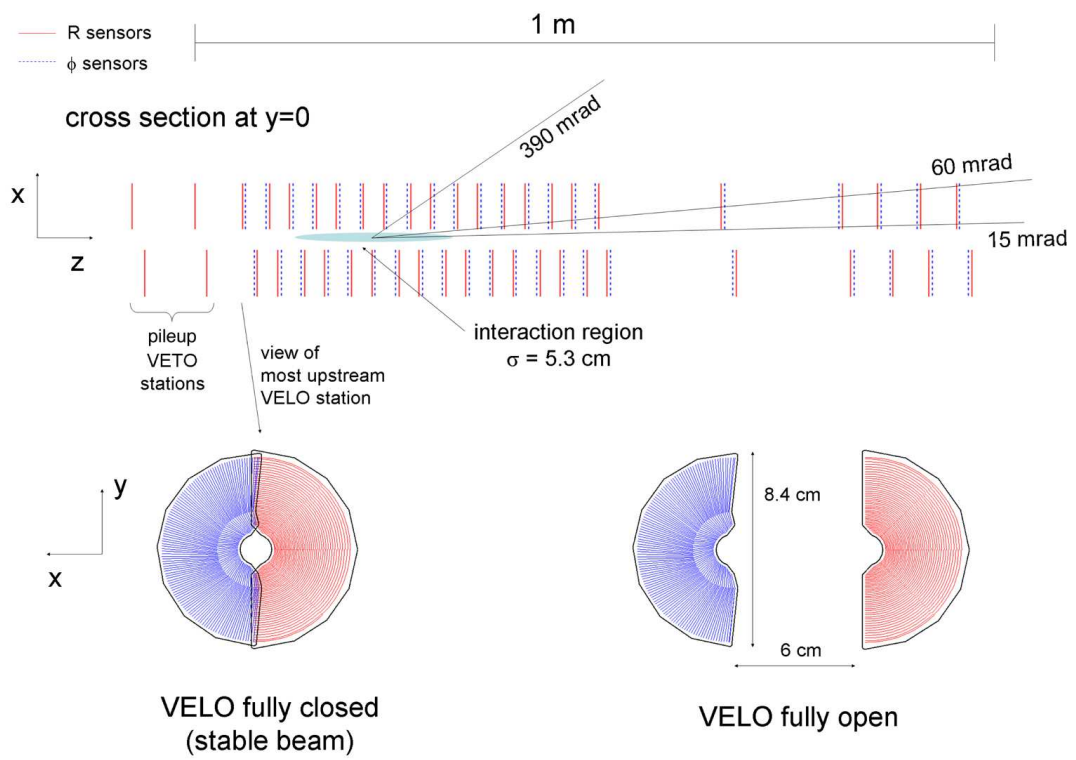 R sensors
ϕ sensors
1 m
cross section at y=0
390 mrad
60 mrad
15 mrad
x
z
pileup
VETO
stations
view of
most upstream
VELO station
interaction region
σ = 5.3 cm
y
x
8.4 cm
6 cm
VELO fully closed
(stable beam)
VELO fully open